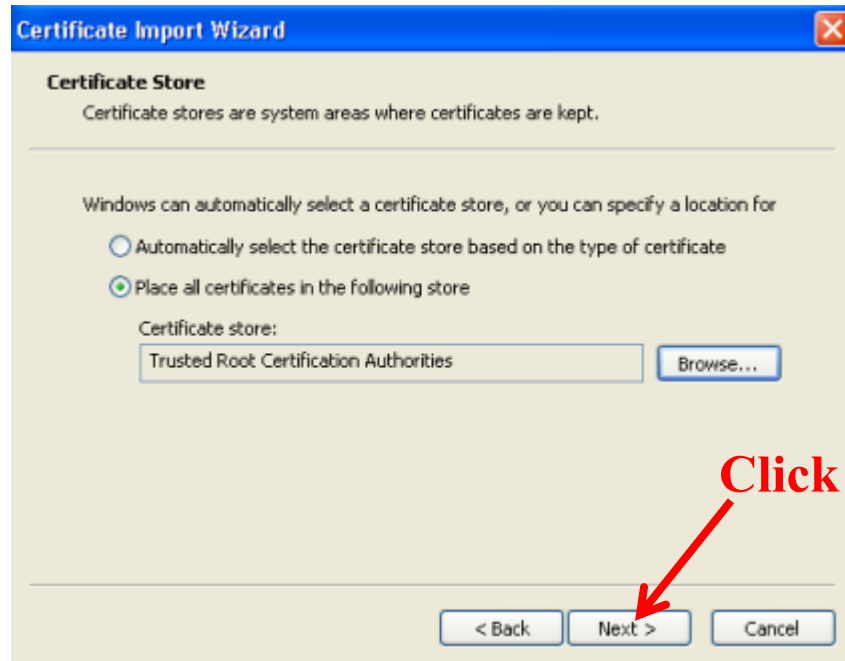 Certificate Import Wizard
Certificate Store
Certificate stores are system areas where certificates are kept.
Windows can automatically select a certificate store, or you can specify a location for
Automatically select the certificate store based on the type of certificate
Place all certificates in the following store
Certificate store:
Trusted Root Certification Authorities
Browse...
Click
< Back
Next >
Cancel